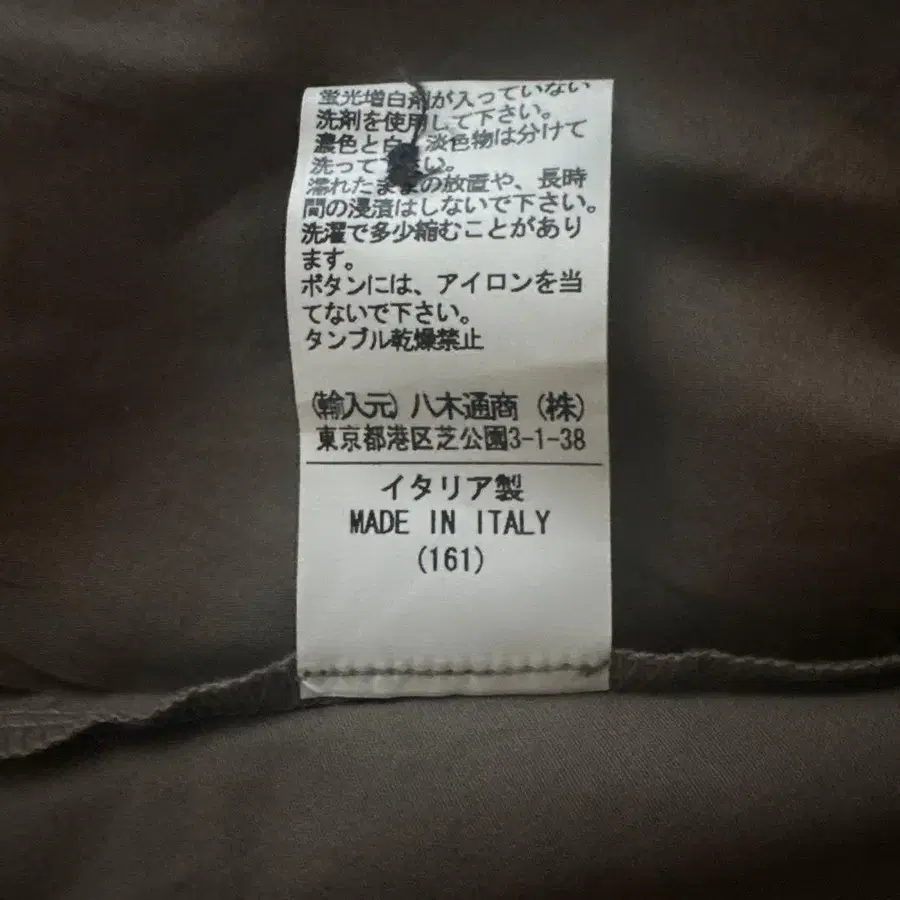 蛍光増白剤が入っていない
洗剤を使用して下さい。
濃色と白、淡色物は分けて
洗って下さい。
濡れたままの放置や、長時
間の浸漬はしないで下さい。
洗濯で多少縮むことがあり
ます。
ボタンには、アイロンを当
てないで下さい。
タンブル乾燥禁止
(輸入元) 八木通商 (株)
東京都港区芝公園3-1-38
イタリア製
MADE IN ITALY
(161)